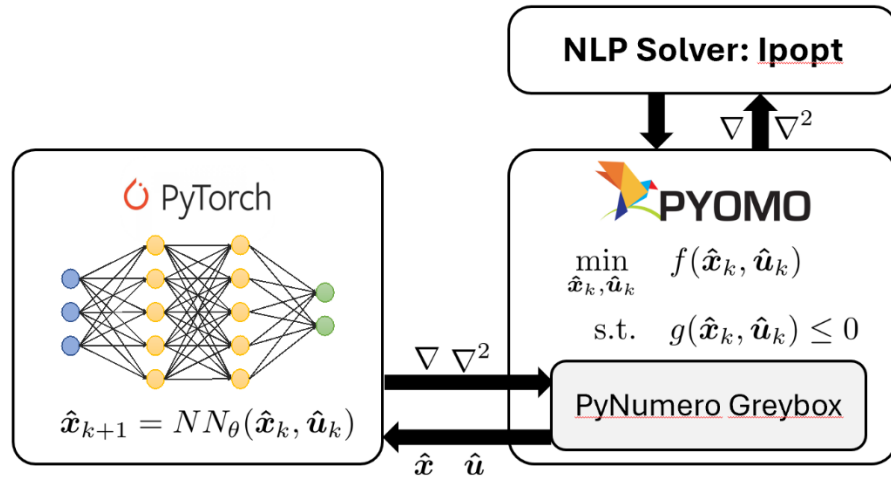 NLP Solver: Ipopt
∇ ∇²
PyTorch
x̂ₖ₊₁ = NN_θ(x̂ₖ, ûₖ)
∇ ∇²
x̂ û
PYOMO
min f(x̂ₖ, ûₖ)
x̂ₖ,ûₖ
s.t. g(x̂ₖ, ûₖ) ≤ 0
PyNumero Greybox